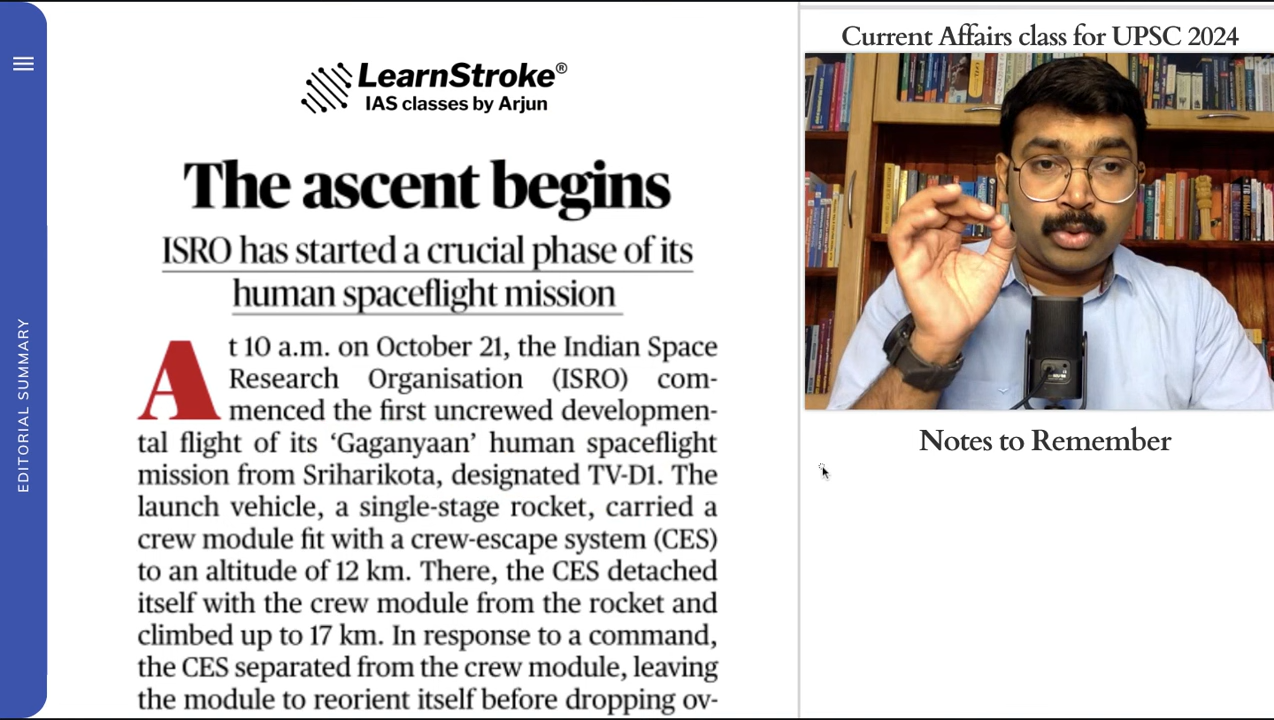 EDITORIAL SUMMARY
LearnStroke®
IAS classes by Arjun
The ascent begins
ISRO has started a crucial phase of its
human spaceflight mission
At 10 a.m. on October 21, the Indian Space
Research Organisation (ISRO) com-
menced the first uncrewed developmen-
tal flight of its ‘Gaganyaan’ human spaceflight
mission from Sriharikota, designated TV-D1. The
launch vehicle, a single-stage rocket, carried a
crew module fit with a crew-escape system (CES)
to an altitude of 12 km. There, the CES detached
itself with the crew module from the rocket and
climbed up to 17 km. In response to a command,
the CES separated from the crew module, leaving
the module to reorient itself before dropping ov-
Current Affairs class for UPSC 2024
Notes to Remember